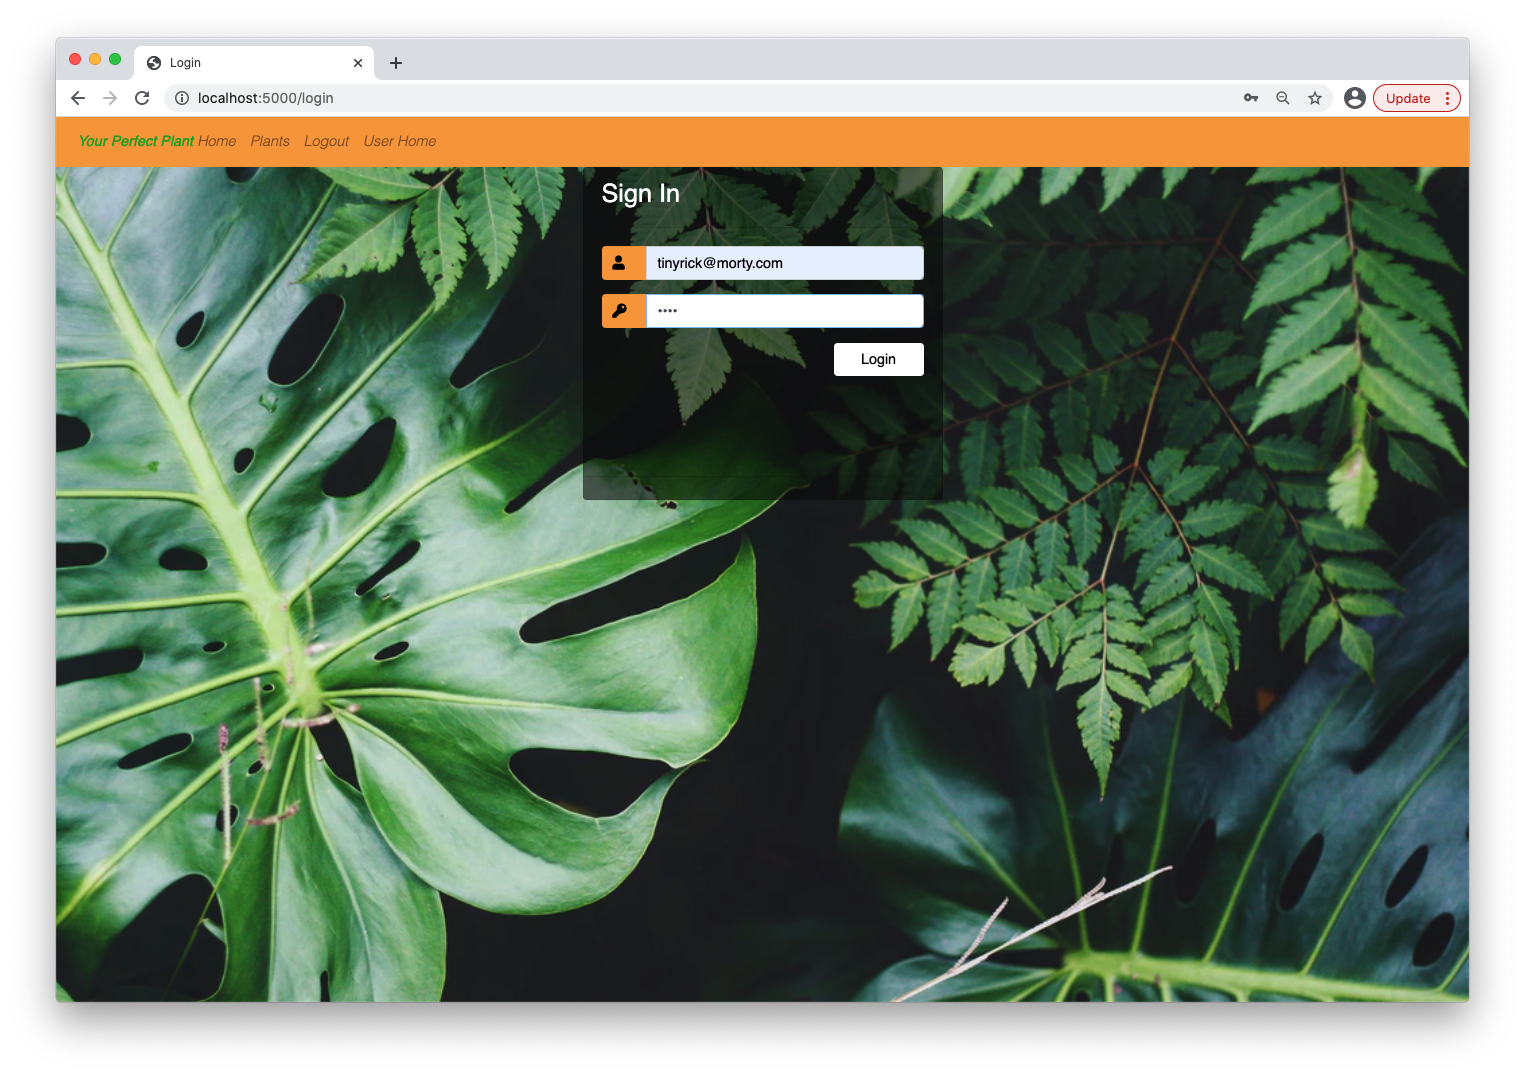 Login
localhost:5000/login
Update
Your Perfect Plant Home Plants Logout User Home
Sign In
tinyrick@morty.com
••••
Login